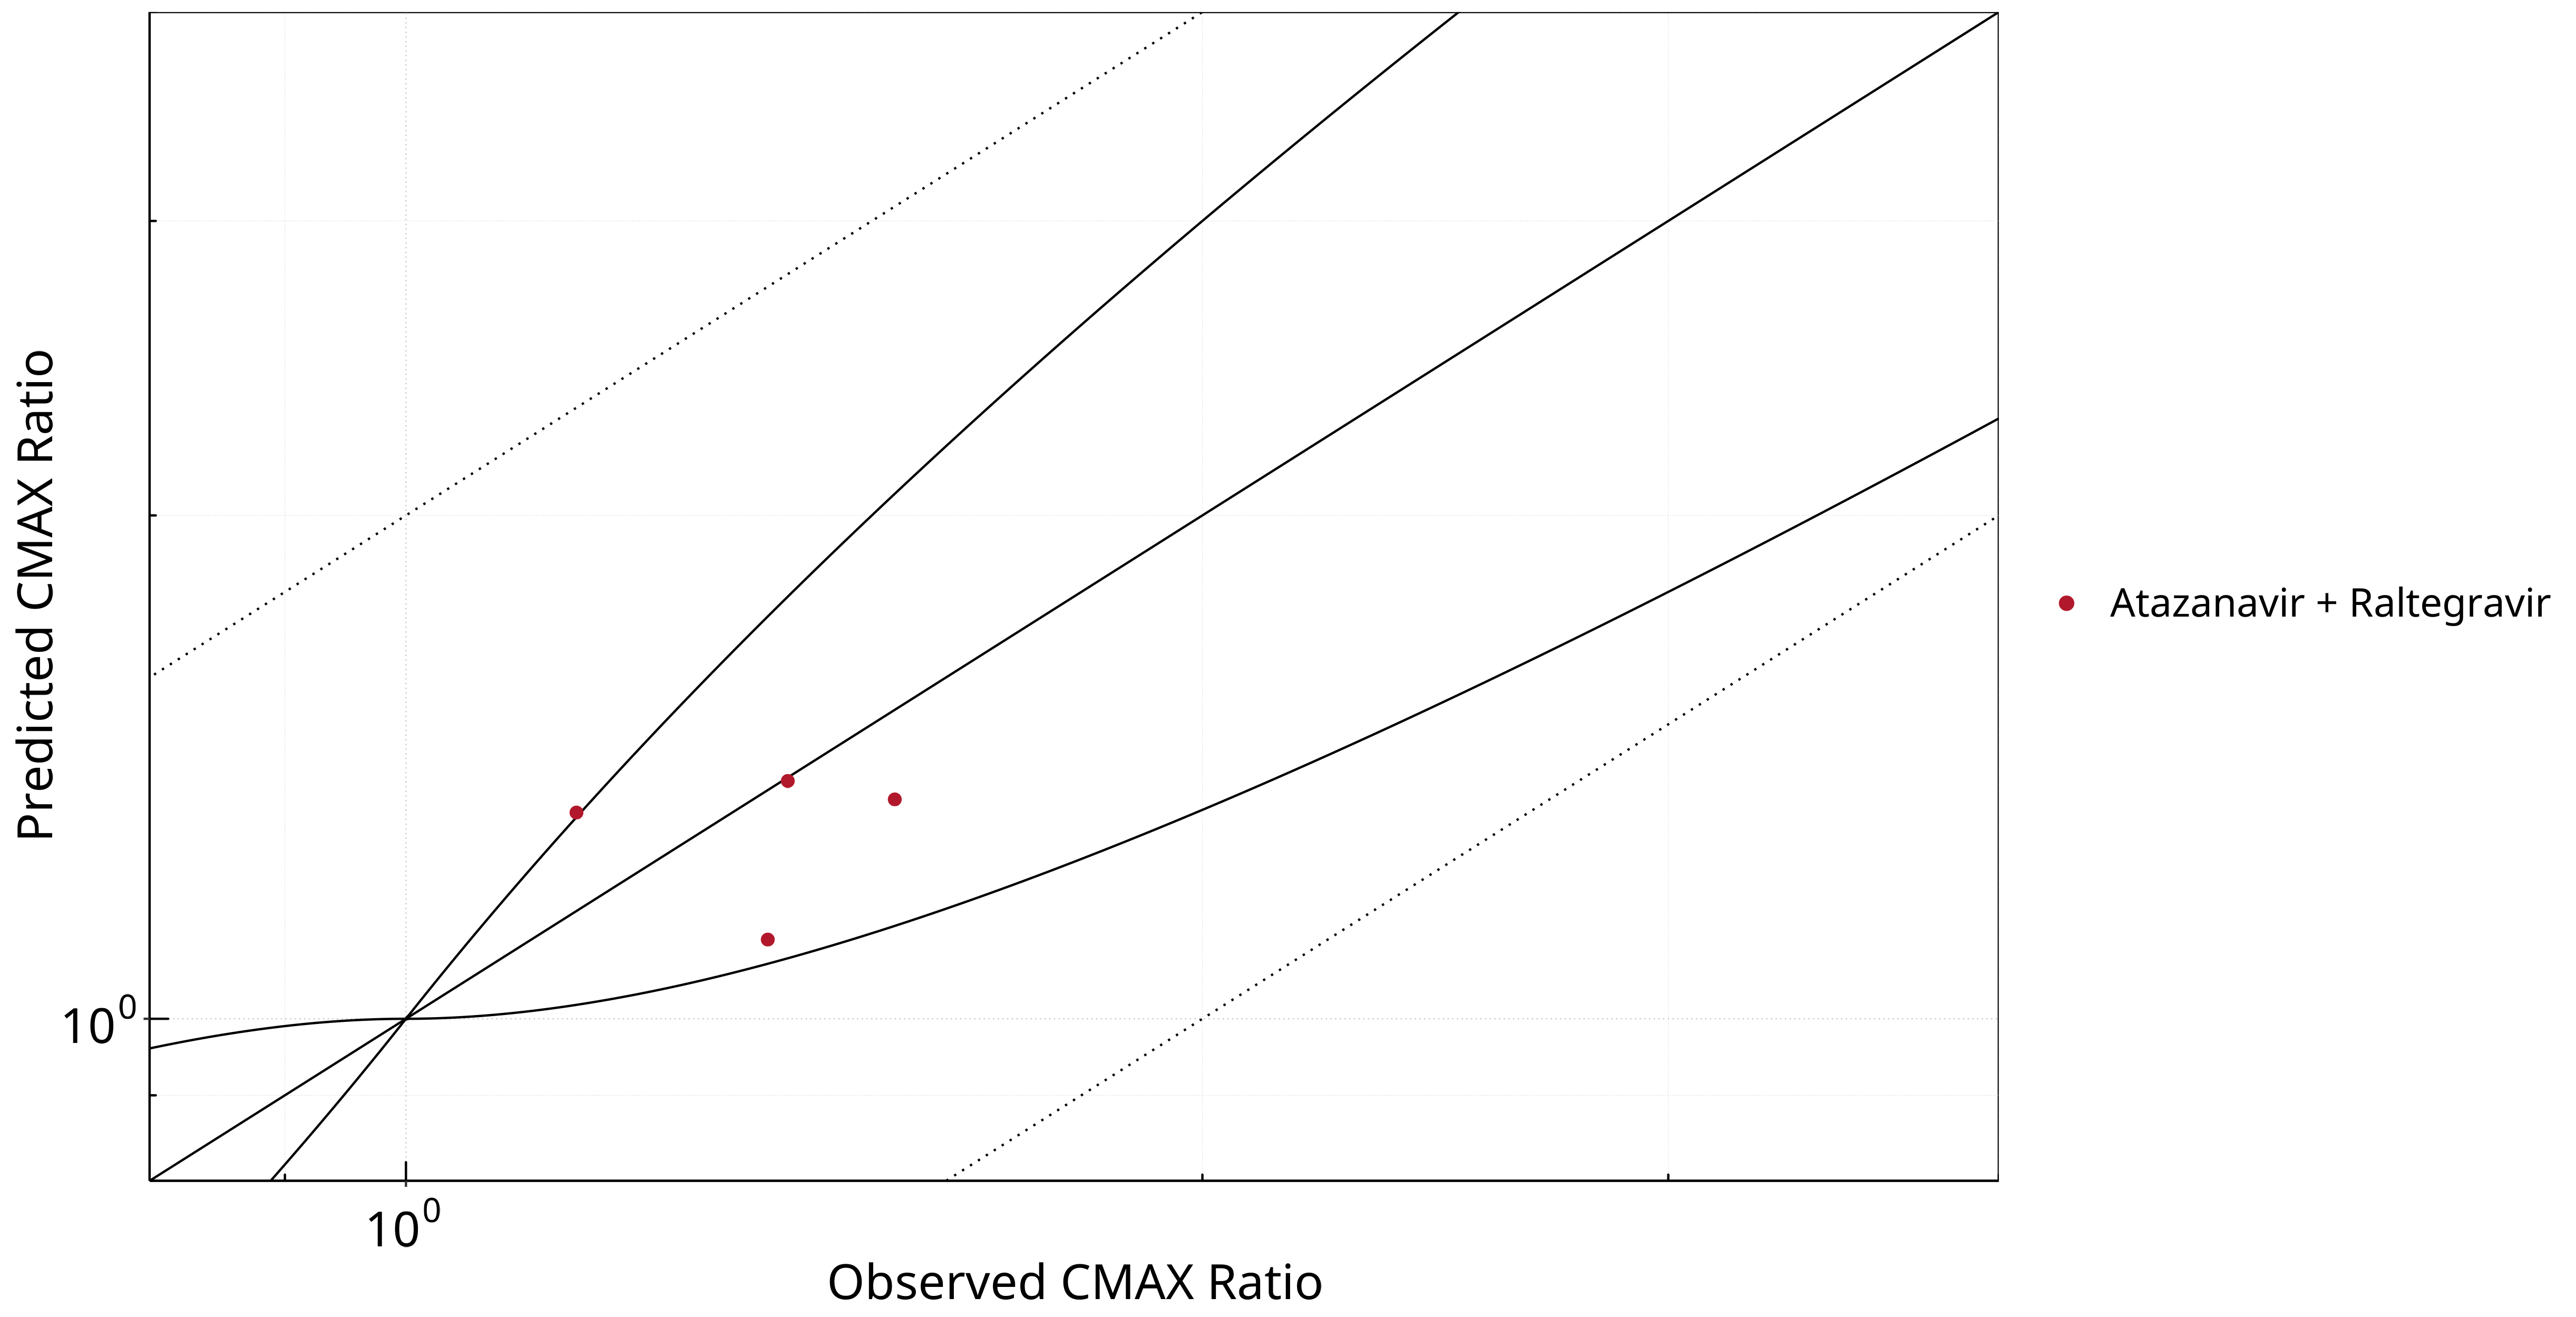 Predicted CMAX Ratio
10⁰
10⁰
Observed CMAX Ratio
Atazanavir + Raltegravir